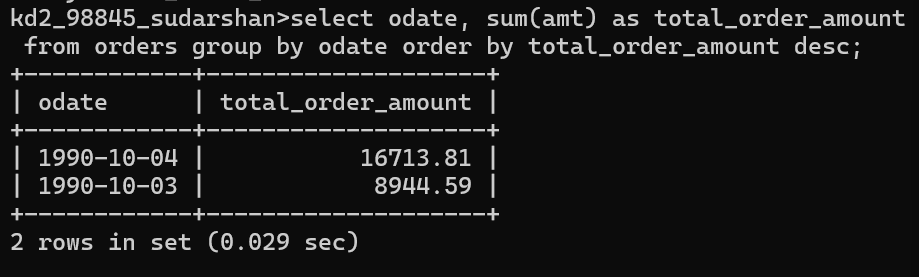 kd2_98845_sudarshan>select odate, sum(amt) as total_order_amount
 from orders group by odate order by total_order_amount desc;
+------------+--------------------+
| odate      | total_order_amount |
+------------+--------------------+
| 1990-10-04 |           16713.81 |
| 1990-10-03 |            8944.59 |
+------------+--------------------+
2 rows in set (0.029 sec)